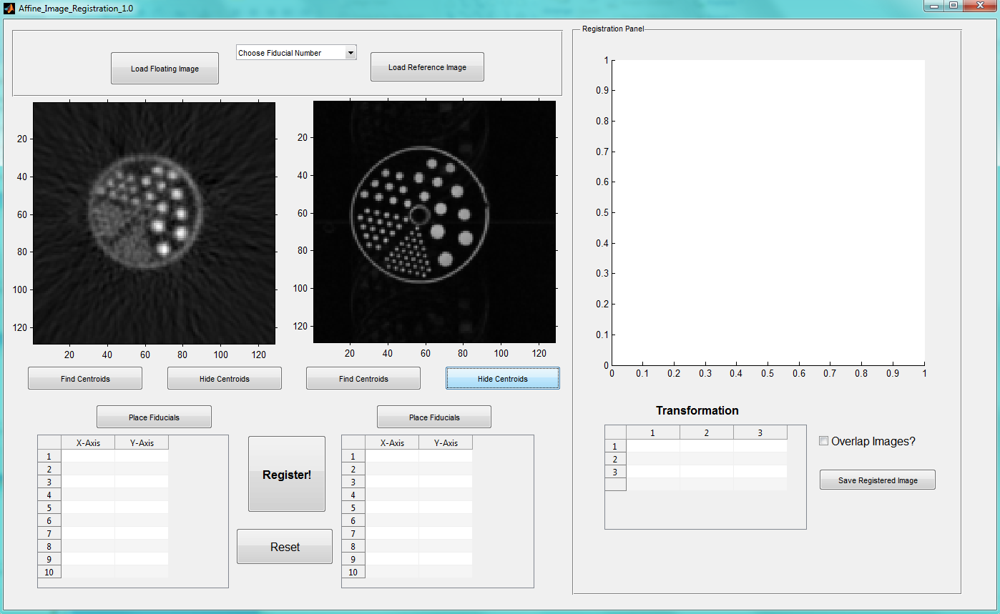 Affine_Image_Registration_1.0
Load Floating Image
Choose Fiducial Number
Load Reference Image
20
40
60
80
100
120
20 40 60 80 100 120
20
40
60
80
100
120
20 40 60 80 100 120
Find Centroids
Hide Centroids
Find Centroids
Hide Centroids
Place Fiducials
Place Fiducials
X-Axis Y-Axis
1
2
3
4
5
6
7
8
9
10
Register!
Reset
X-Axis Y-Axis
1
2
3
4
5
6
7
8
9
10
Registration Panel
1
0.9
0.8
0.7
0.6
0.5
0.4
0.3
0.2
0.1
0
0 0.1 0.2 0.3 0.4 0.5 0.6 0.7 0.8 0.9 1
Transformation
1 2 3
1
2
3
Overlap Images?
Save Registered Image